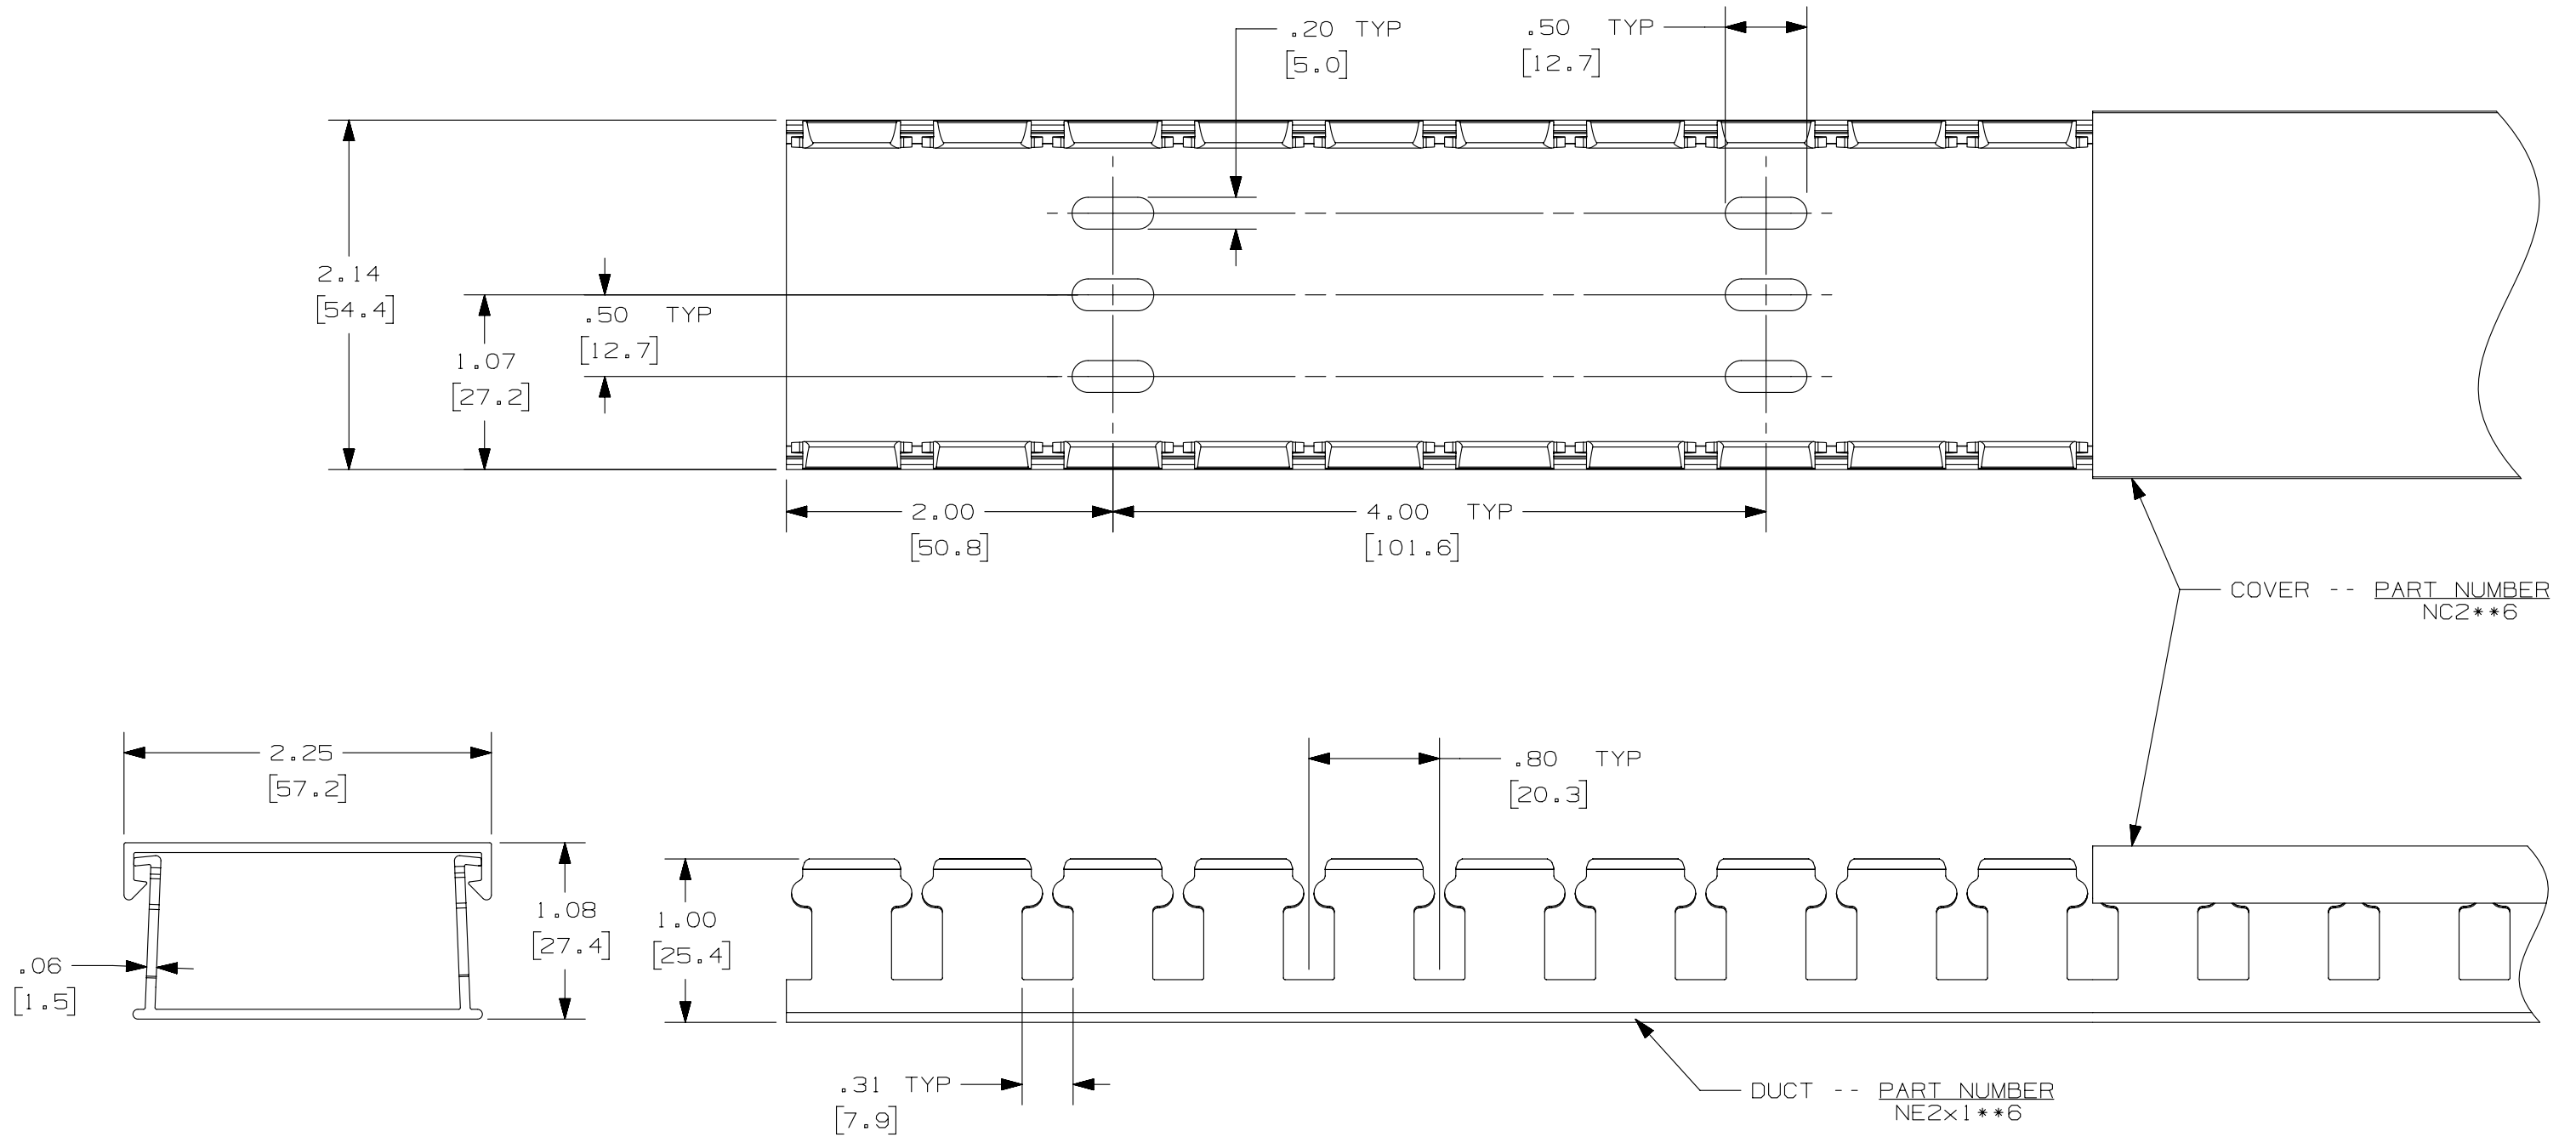 .20 TYP
[5.0]
.50 TYP
[12.7]
2.14
[54.4]
.50 TYP
[12.7]
1.07
[27.2]
2.00
[50.8]
4.00 TYP
[101.6]
COVER -- PART NUMBER
NC2**6
2.25
[57.2]
.80 TYP
[20.3]
1.08
[27.4]
1.00
[25.4]
.06
[1.5]
.31 TYP
[7.9]
DUCT -- PART NUMBER
NE2x1**6